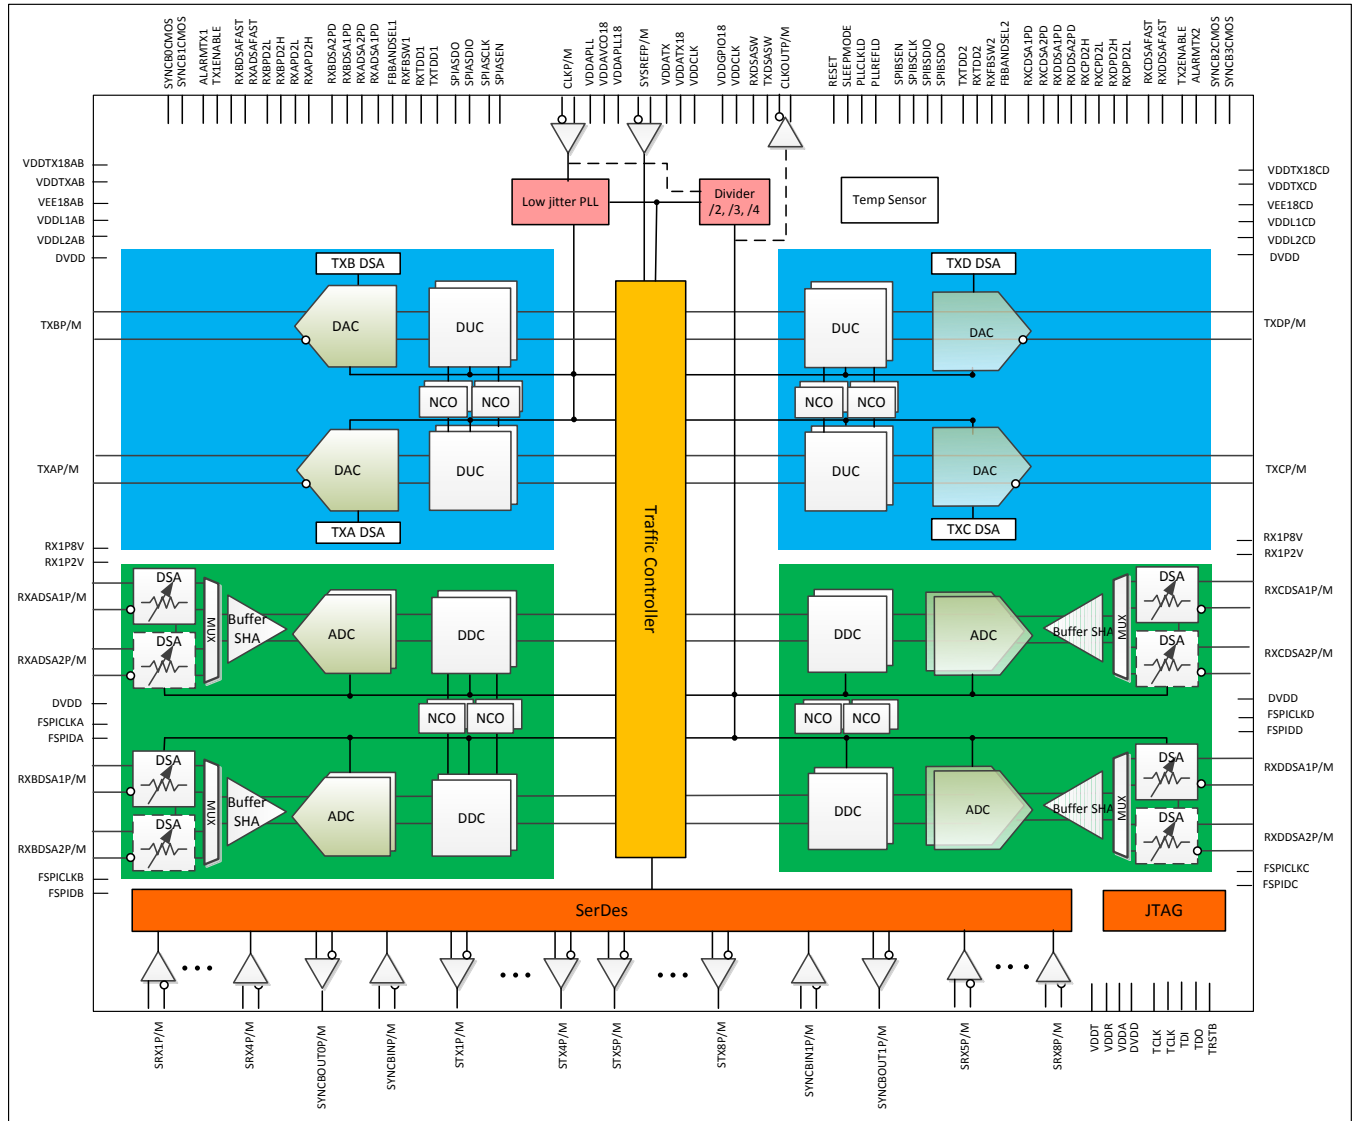 SYNCB0CMOS
SYNCB1CMOS
ALARMTX1
TX1ENABLE
RXBDSAFAST
RXADSAFAST
RXBPD2L
RXBPD2H
RXAPD2L
RXAPD2H
RXBDSA2PD
RXBDSA1PD
RXADSA2PD
RXADSA1PD
FBBANDSEL1
RXFBSW1
RXTDD1
TXTDD1
SPIASDO
SPIASDIO
SPIASCLK
SPIASEN
CLKP/M
VDDAPLL
VDDAVCO18
VDDAPLL18
SYSREFP/M
VDDATX
VDDATX18
VDDCLK
VDDGPIO18
VDDCLK
RXDSASW
TXDSASW
CLKOUTP/M
RESET
SLEEPMODE
PLLCLKLD
PLLREFLD
SPIBSEN
SPIBSCLK
SPIBSDIO
SPIBSDO
TXTDD2
RXTDD2
RXFBSW2
FBBANDSEL2
RXCDSA1PD
RXCDSA2PD
RXDDSA1PD
RXDDSA2PD
RXCPD2H
RXCPD2L
RXDPD2H
RXDPD2L
RXCDSAFAST
RXDDSAFAST
TX2ENABLE
ALARMTX2
SYNCB2CMOS
SYNCB3CMOS
VDDTX18AB
VDDTXAB
VEE18AB
VDDL1AB
VDDL2AB
DVDD
Low jitter PLL
Divider
/2, /3, /4
Temp Sensor
VDDTX18CD
VDDTXCD
VEE18CD
VDDL1CD
VDDL2CD
DVDD
TXB DSA
TXD DSA
TXBP/M
DAC
DUC
DUC
DAC
TXDP/M
NCO
NCO
NCO
NCO
TXAP/M
DAC
DUC
DUC
DAC
TXCP/M
TXA DSA
TXC DSA
Traffic Controller
RX1P8V
RX1P2V
RX1P8V
RX1P2V
RXADSA1P/M
DSA
MUX
Buffer
SHA
ADC
DDC
DDC
ADC
Buffer SHA
MUX
DSA
RXCDSA1P/M
RXADSA2P/M
DSA
DSA
RXCDSA2P/M
DVDD
FSPICLKA
FSPIDA
NCO
NCO
NCO
NCO
DVDD
FSPICLKD
FSPIDD
RXBDSA1P/M
DSA
MUX
Buffer
SHA
ADC
DDC
DDC
ADC
Buffer SHA
MUX
DSA
RXDDSA1P/M
RXBDSA2P/M
DSA
DSA
RXDDSA2P/M
FSPICLKB
FSPIDB
FSPICLKC
FSPIDC
SerDes
JTAG
SRX1P/M
SRX4P/M
SYNCBOUT0P/M
SYNCBINP/M
STX1P/M
STX4P/M
STX5P/M
STX8P/M
SYNCBIN1P/M
SYNCBOUT1P/M
SRX5P/M
SRX8P/M
VDDT
VDDR
VDDA
DVDD
TCLK
TCLK
TDI
TDO
TRSTB